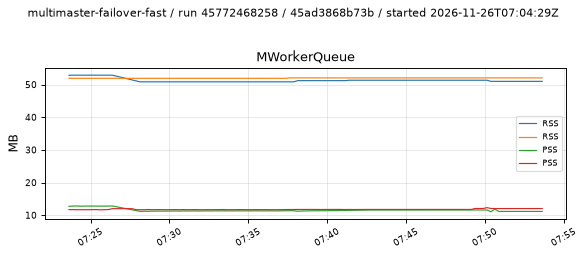 multimaster-failover-fast / run 45772468258 / 45ad3868b73b / started 2026-11-26T07:04:29Z
MWorkerQueue
MB
50
40
30
20
10
RSS
RSS
PSS
PSS
07:25
07:30
07:35
07:40
07:45
07:50
07:55